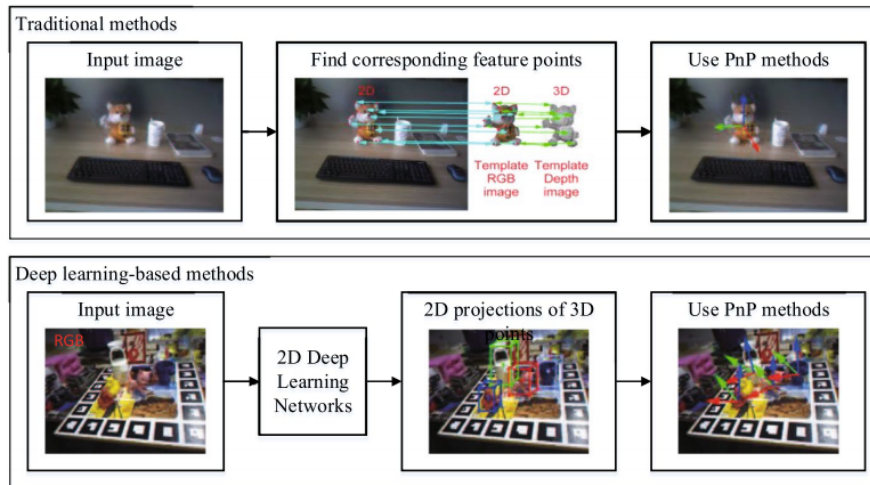 Traditional methods
Input image
Find corresponding feature points
Use PnP methods
2D
2D
3D
Template
RGB
image
Template
Depth
image
Deep learning-based methods
Input image
2D projections of 3D
points
Use PnP methods
RGB
2D Deep
Learning
Networks